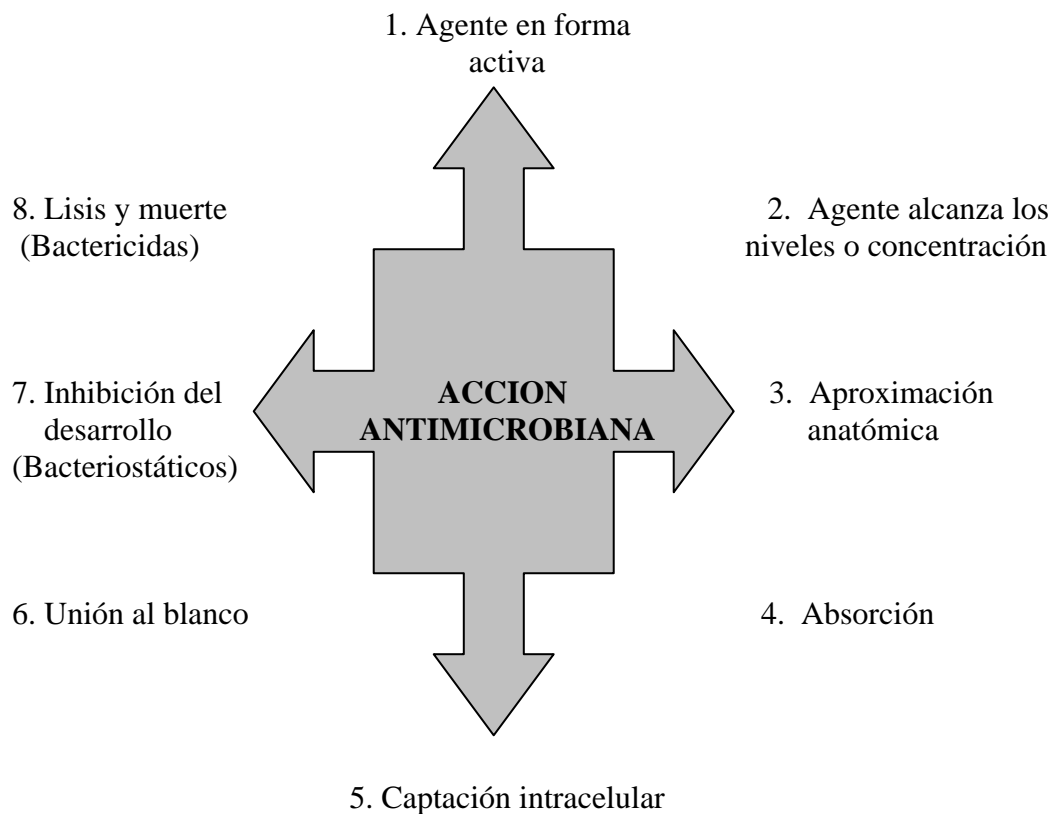 1. Agente en forma
activa
8. Lisis y muerte
(Bactericidas)
2. Agente alcanza los
niveles o concentración
7. Inhibición del
desarrollo
(Bacteriostáticos)
ACCION
ANTIMICROBIANA
3. Aproximación
anatómica
6. Unión al blanco
4. Absorción
5. Captación intracelular